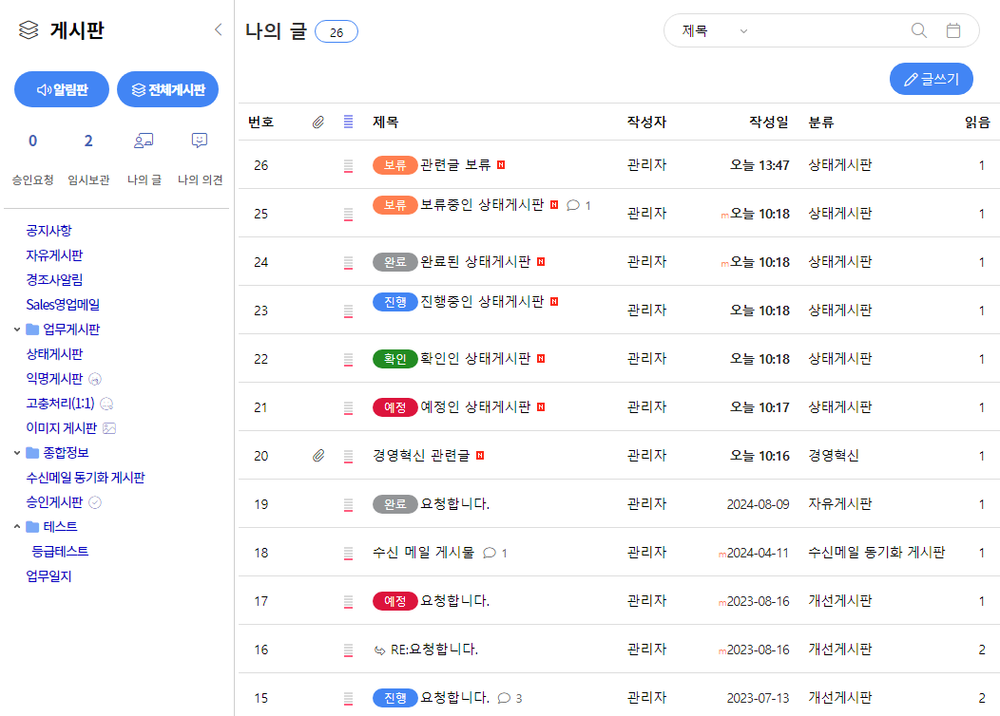 게시판
알림판 전체게시판
0 2
승인요청 임시보관 나의 글 나의 의견
공지사항
자유게시판
경조사알림
Sales영업메일
업무게시판
상태게시판
익명게시판
고충처리(1:1)
이미지 게시판
종합정보
수신메일 동기화 게시판
승인게시판
테스트
등급테스트
업무일지
나의 글 26
제목
글쓰기
번호 제목 작성자 작성일 분류 읽음
26 보류 관련글 보류 N 관리자 오늘 13:47 상태게시판 1
25 보류 보류중인 상태게시판 N 1 관리자 m오늘 10:18 상태게시판 1
24 완료 완료된 상태게시판 N 관리자 m오늘 10:18 상태게시판 1
23 진행 진행중인 상태게시판 N 관리자 오늘 10:18 상태게시판 1
22 확인 확인인 상태게시판 N 관리자 오늘 10:18 상태게시판 1
21 예정 예정인 상태게시판 N 관리자 오늘 10:17 상태게시판 1
20 경영혁신 관련글 N 관리자 오늘 10:16 경영혁신 1
19 완료 요청합니다. 관리자 2024-08-09 자유게시판 1
18 수신 메일 게시물 1 관리자 m2024-04-11 수신메일 동기화 게시판 1
17 예정 요청합니다. 관리자 m2023-08-16 개선게시판 1
16 RE:요청합니다. 관리자 m2023-08-16 개선게시판 2
15 진행 요청합니다. 3 관리자 2023-07-13 개선게시판 2